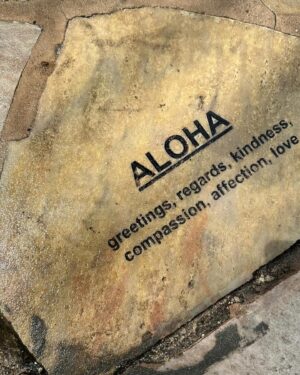 ALOHA
greetings, regards, kindness,
compassion, affection, love